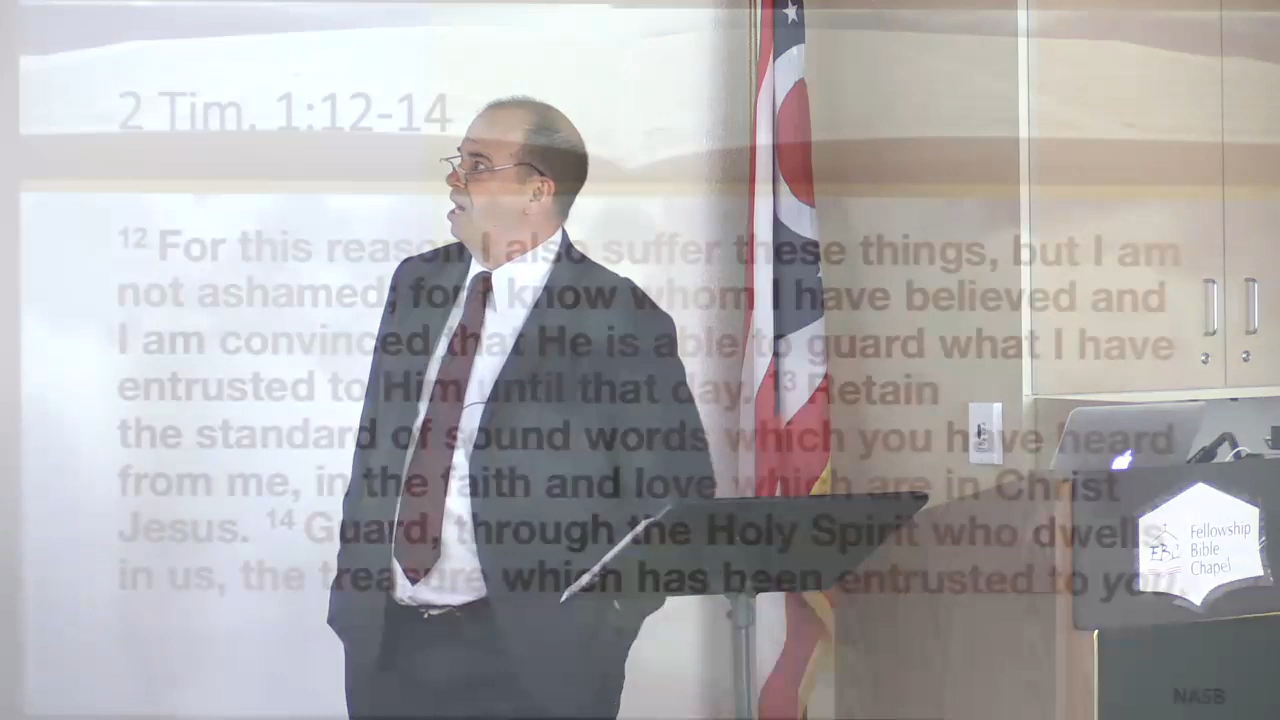 2 Tim. 1:12-14
12 For this reason I also suffer these things, but I am
not ashamed; for I know whom I have believed and
I am convinced that He is able to guard what I have
entrusted to Him until that day. 13 Retain
the standard of sound words which you have heard
from me, in the faith and love which are in Christ
Jesus. 14 Guard, through the Holy Spirit who dwells
in us, the treasure which has been entrusted to you.
Fellowship
Bible
Chapel
FBC
NASB